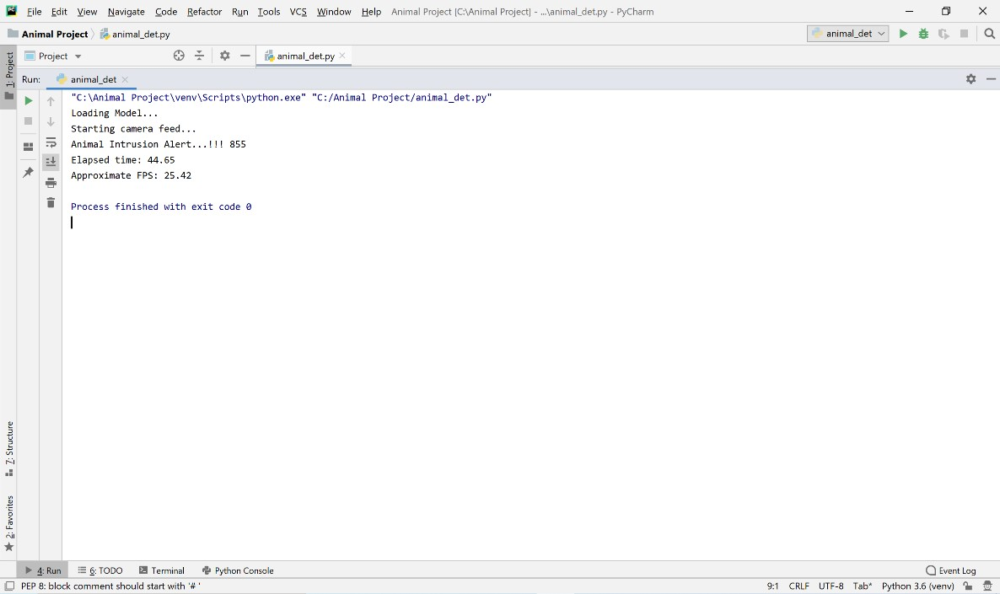 PC File Edit View Navigate Code Refactor Run Tools VCS Window Help Animal Project [C:\Animal Project] - ...\animal_det.py - PyCharm
Animal Project animal_det.py animal_det
1: Project
Project animal_det.py
Run: animal_det
"C:\Animal Project\venv\Scripts\python.exe" "C:/Animal Project/animal_det.py"
Loading Model...
Starting camera feed...
Animal Intrusion Alert...!!! 855
Elapsed time: 44.65
Approximate FPS: 25.42
Process finished with exit code 0
7: Structure
2: Favorites
4: Run 6: TODO Terminal Python Console Event Log
PEP 8: block comment should start with '# ' 9:1 CRLF UTF-8 Tab* Python 3.6 (venv)